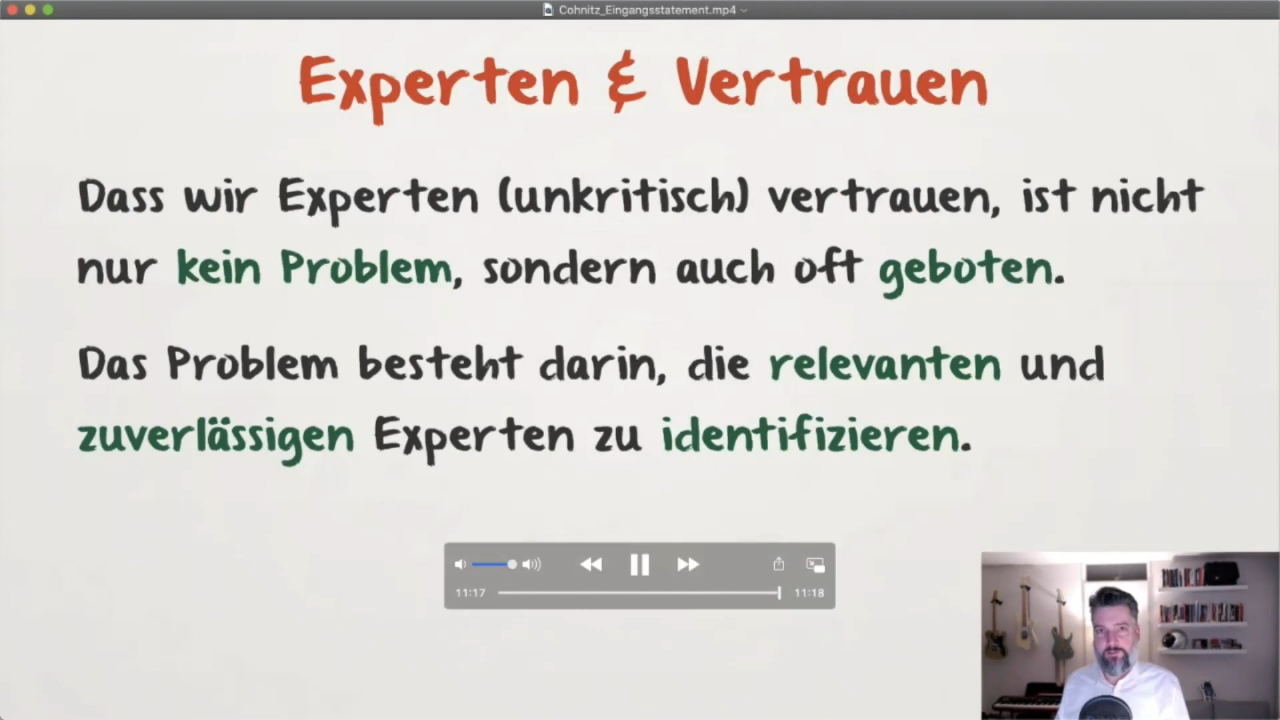 Cohnitz_Eingangsstatement.mp4
Experten & Vertrauen
Dass wir Experten (unkritisch) vertrauen, ist nicht
nur kein Problem, sondern auch oft geboten.
Das Problem besteht darin, die relevanten und
zuverlässigen Experten zu identifizieren.
11:17
11:18